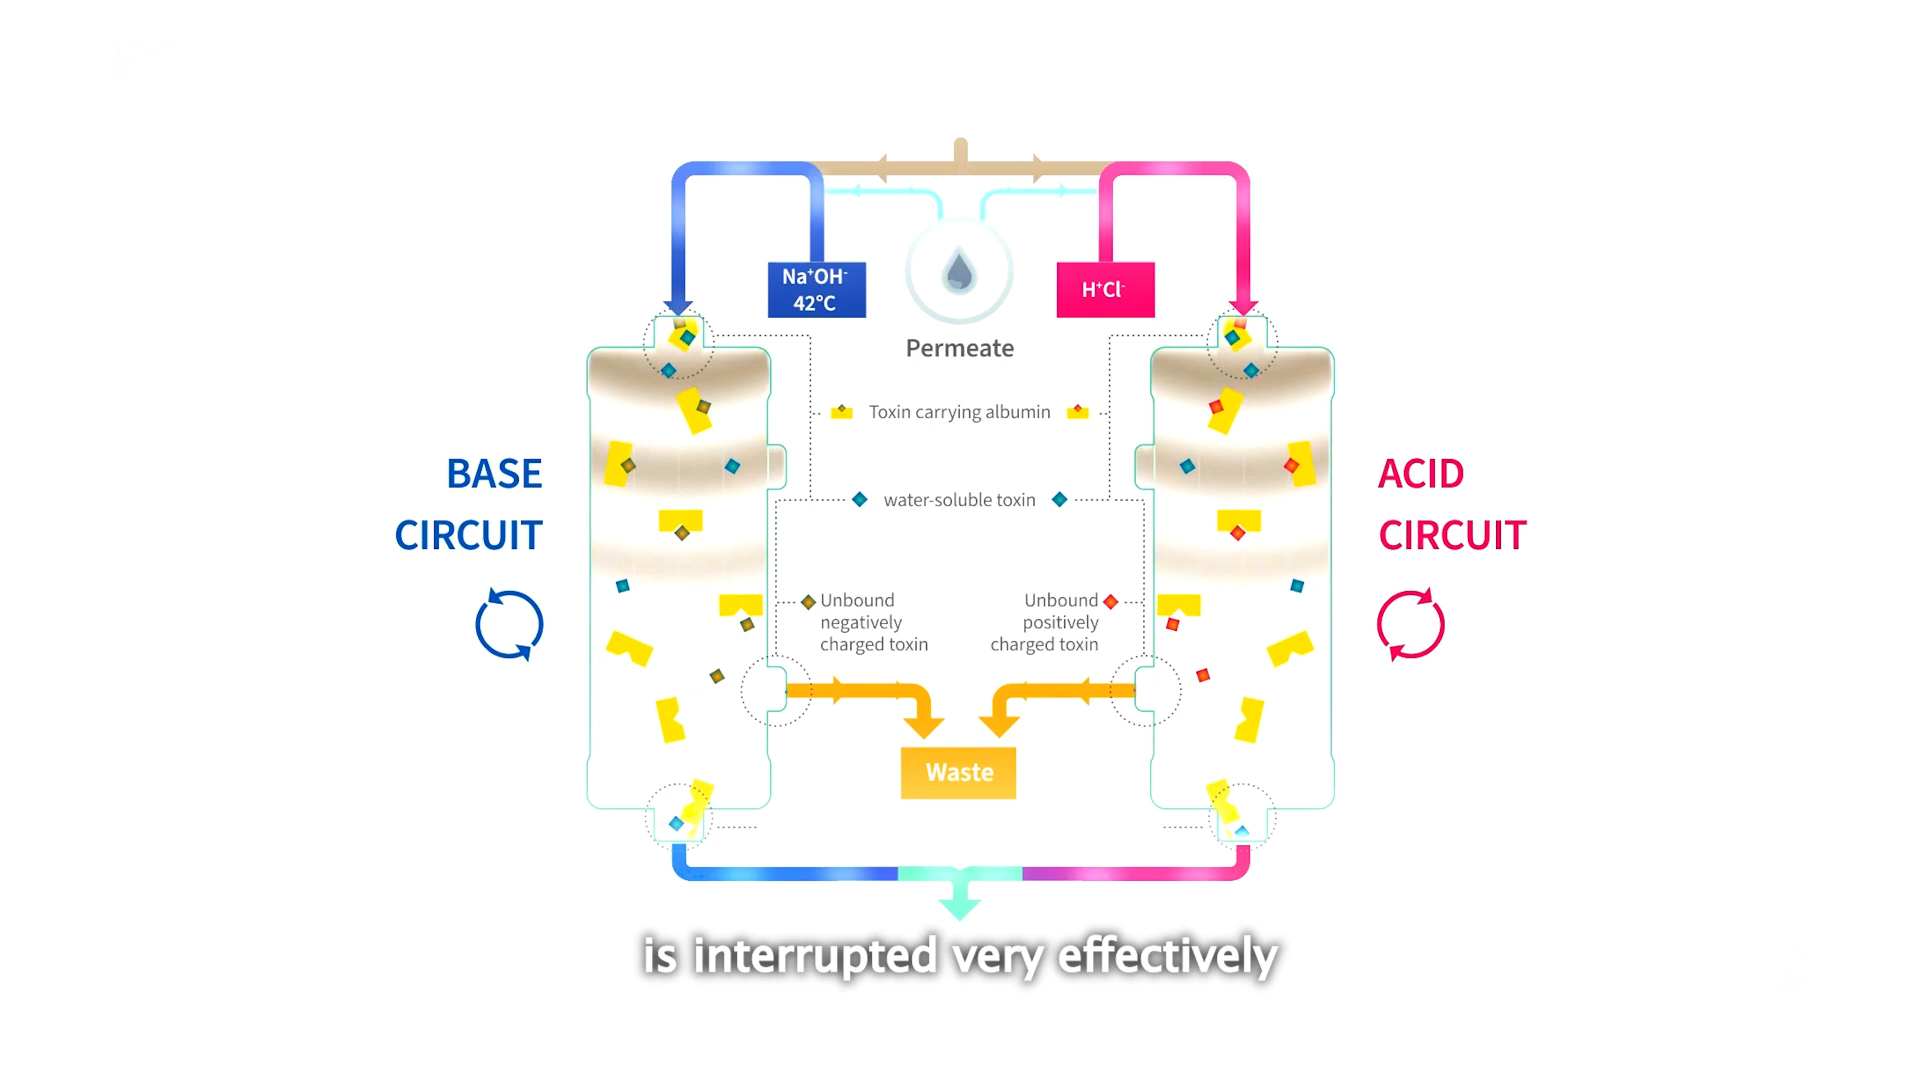 Na⁺OH⁻
42°C
H⁺Cl⁻
Permeate
Toxin carrying albumin
BASE
CIRCUIT
ACID
CIRCUIT
water-soluble toxin
Unbound
negatively
charged toxin
Unbound
positively
charged toxin
Waste
is interrupted very effectively